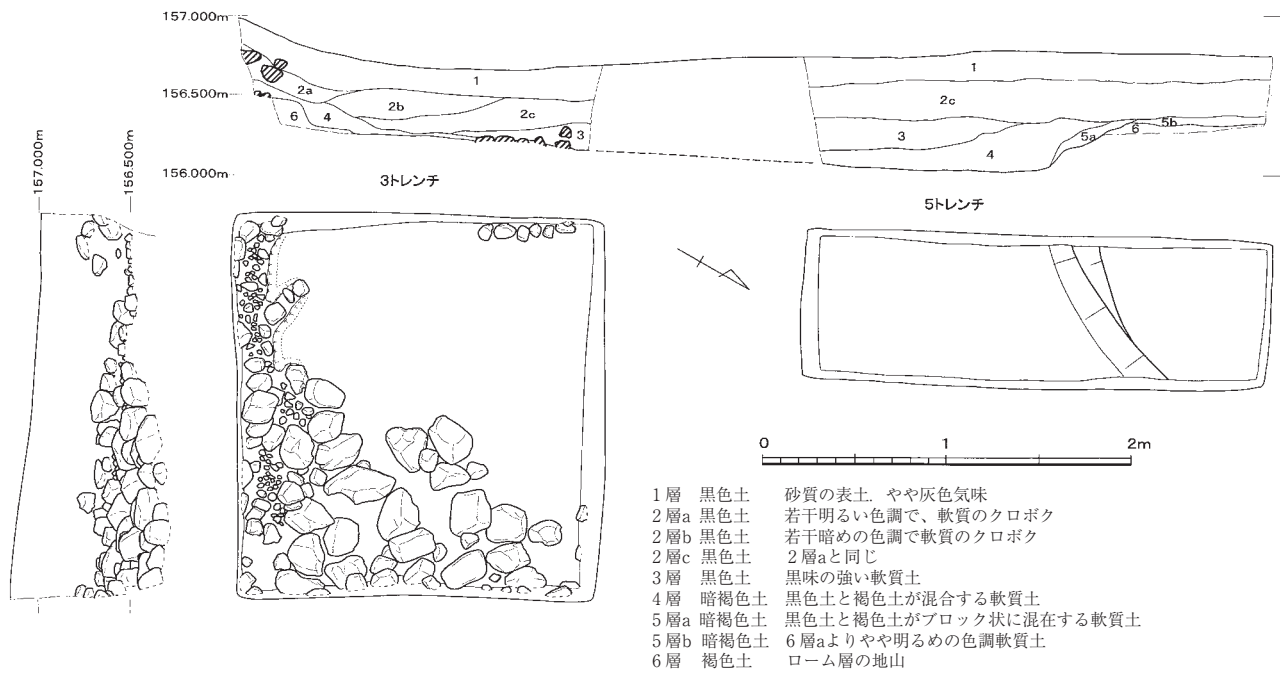 157.000m
156.500m
156.000m
1
2a
2b
2c
6
4
3
1
2c
3
4
5a
6
5b
157.000m
156.500m
3トレンチ
5トレンチ
0 1 2m
1層 黒色土 砂質の表土．やや灰色気味
2層a 黒色土 若干明るい色調で、軟質のクロボク
2層b 黒色土 若干暗めの色調で軟質のクロボク
2層c 黒色土 2層aと同じ
3層 黒色土 黒味の強い軟質土
4層 暗褐色土 黒色土と褐色土が混合する軟質土
5層a 暗褐色土 黒色土と褐色土がブロック状に混在する軟質土
5層b 暗褐色土 6層aよりやや明るめの色調軟質土
6層 褐色土 ローム層の地山